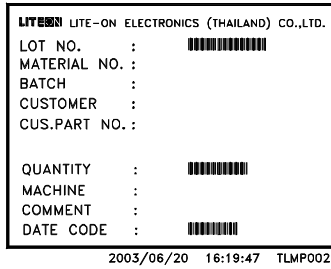 LITEON LITE-ON ELECTRONICS (THAILAND) CO.,LTD.
LOT NO. :
MATERIAL NO. :
BATCH :
CUSTOMER :
CUS.PART NO. :
QUANTITY :
MACHINE :
COMMENT :
DATE CODE :
2003/06/20 16:19:47 TLMP002